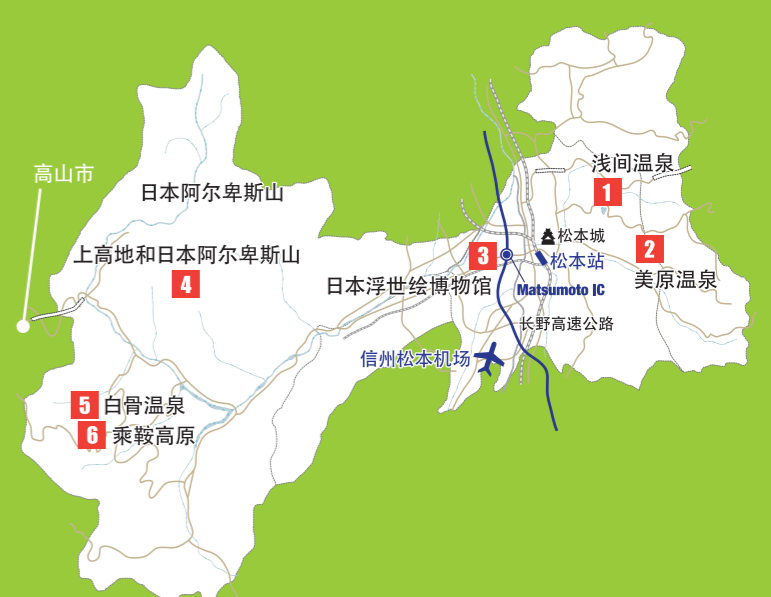 高山市
日本阿尔卑斯山
浅间温泉
1
松本城
2
3
松本站
上高地和日本阿尔卑斯山
4
美原温泉
日本浮世绘博物馆
Matsumoto IC
长野高速公路
信州松本机场
5 白骨温泉
6 乘鞍高原